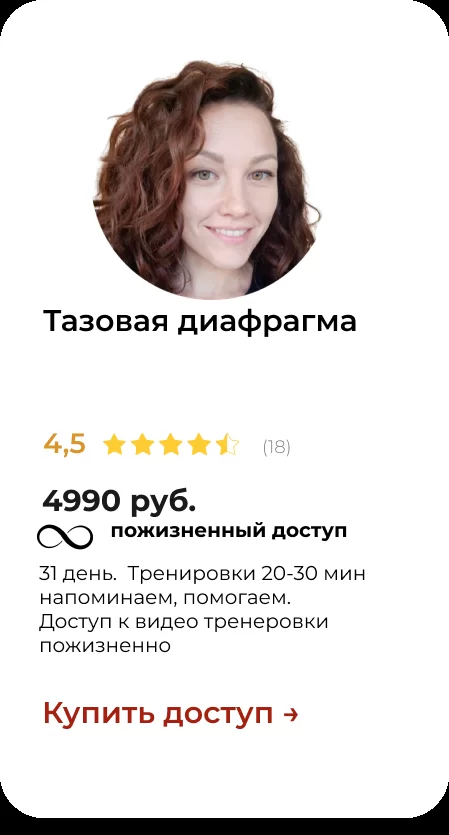 Тазовая диафрагма
4,5 (18)
4990 руб.
пожизненный доступ
31 день. Тренировки 20-30 мин
напоминаем, помогаем.
Доступ к видео тренеровки
пожизненно
Купить доступ →